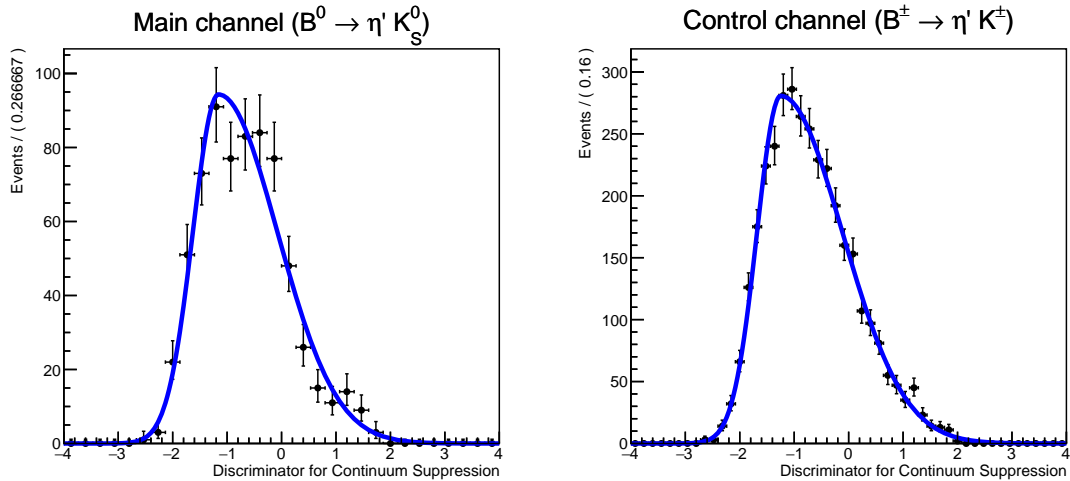 Main channel (B⁰ → η' K⁰_S)
Events / ( 0.266667 )
100
80
60
40
20
0
−4 −3 −2 −1 0 1 2 3 4
Discriminator for Continuum Suppression
Control channel (B± → η' K±)
Events / ( 0.16 )
300
250
200
150
100
50
0
−4 −3 −2 −1 0 1 2 3 4
Discriminator for Continuum Suppression